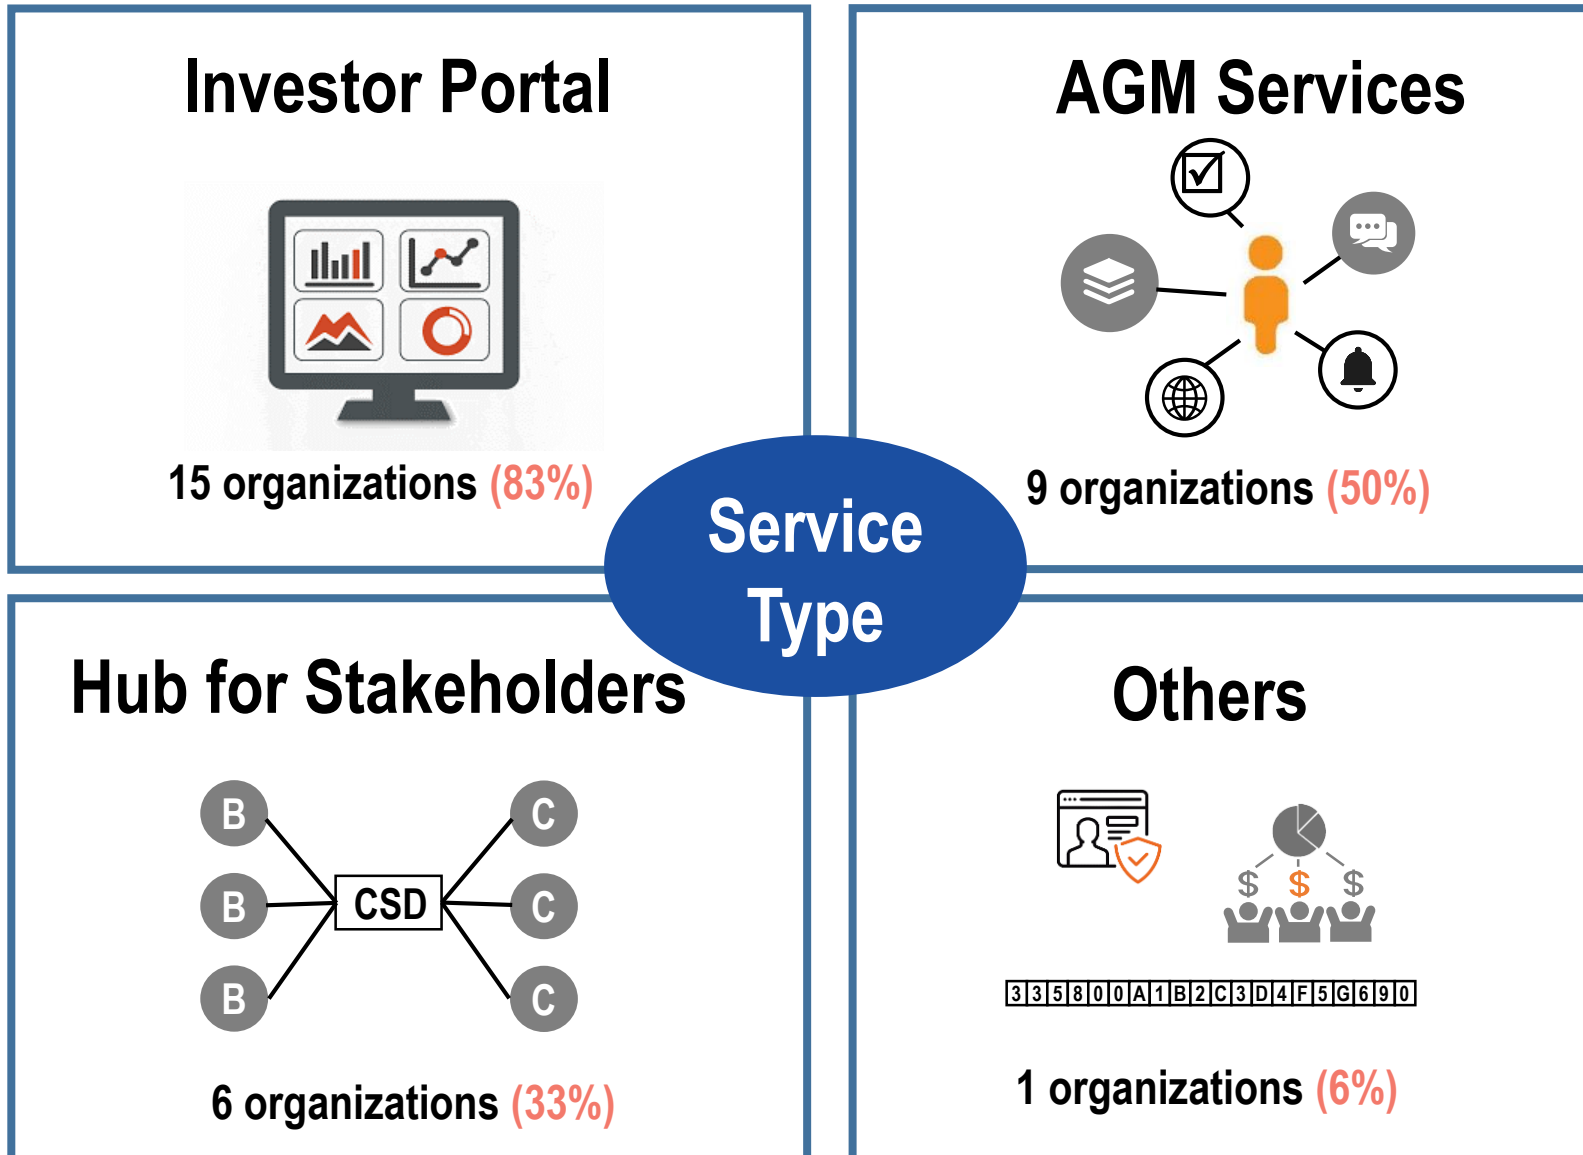 Investor Portal
15 organizations (83%)
AGM Services
9 organizations (50%)
Service
Type
Hub for Stakeholders
B
B
B
CSD
C
C
C
6 organizations (33%)
Others
$ $ $
335800A1B2C3D4F5G690
1 organizations (6%)